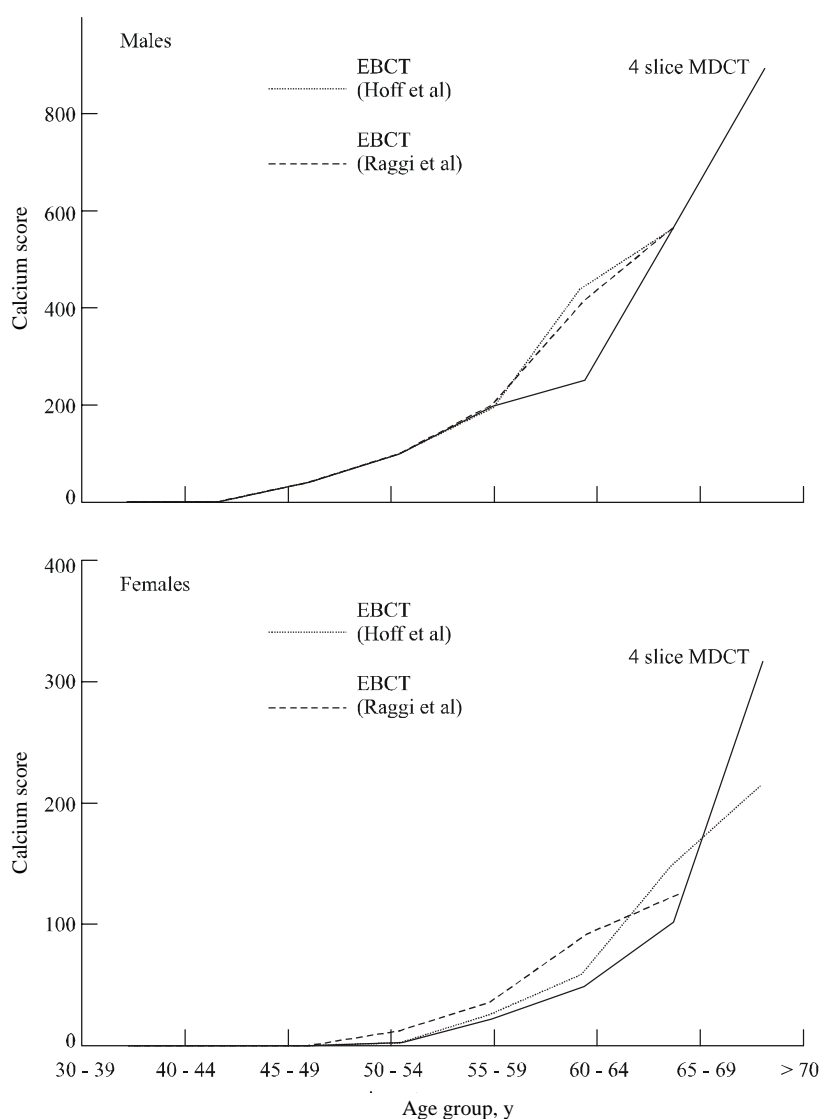 Males
EBCT
(Hoff et al)
EBCT
(Raggi et al)
4 slice MDCT
Calcium score
800
600
400
200
0
Females
EBCT
(Hoff et al)
EBCT
(Raggi et al)
4 slice MDCT
Calcium score
400
300
200
100
0
30 - 39 40 - 44 45 - 49 50 - 54 55 - 59 60 - 64 65 - 69 > 70
Age group, y